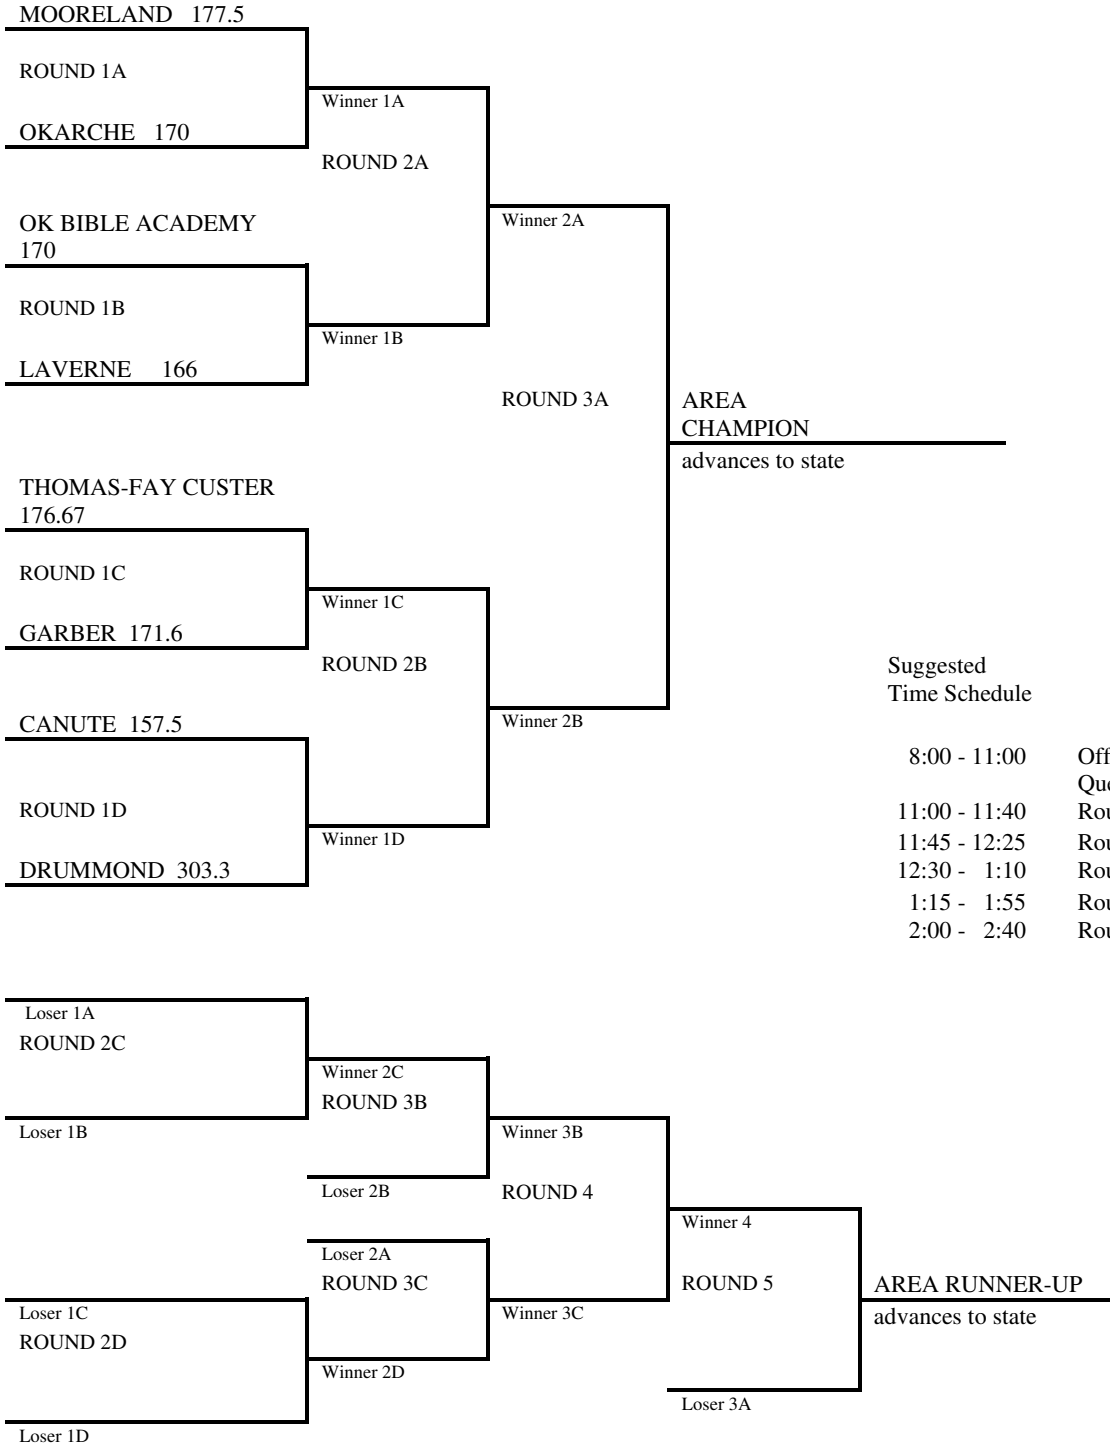 MOORELAND 177.5
ROUND 1A
Winner 1A
OKARCHE 170
ROUND 2A
OK BIBLE ACADEMY
170
Winner 2A
ROUND 1B
Winner 1B
LAVERNE 166
ROUND 3A
AREA
CHAMPION
advances to state
THOMAS-FAY CUSTER
176.67
ROUND 1C
Winner 1C
GARBER 171.6
ROUND 2B
Winner 2B
CANUTE 157.5
ROUND 1D
Winner 1D
DRUMMOND 303.3
Suggested
Time Schedule
8:00 - 11:00
11:00 - 11:40
11:45 - 12:25
12:30 - 1:10
1:15 - 1:55
2:00 - 2:40
Loser 1A
ROUND 2C
Winner 2C
ROUND 3B
Loser 1B
Winner 3B
Loser 2B
ROUND 4
Winner 4
Loser 2A
ROUND 3C
ROUND 5
AREA RUNNER-UP
advances to state
Loser 1C
Winner 3C
ROUND 2D
Winner 2D
Loser 3A
Loser 1D